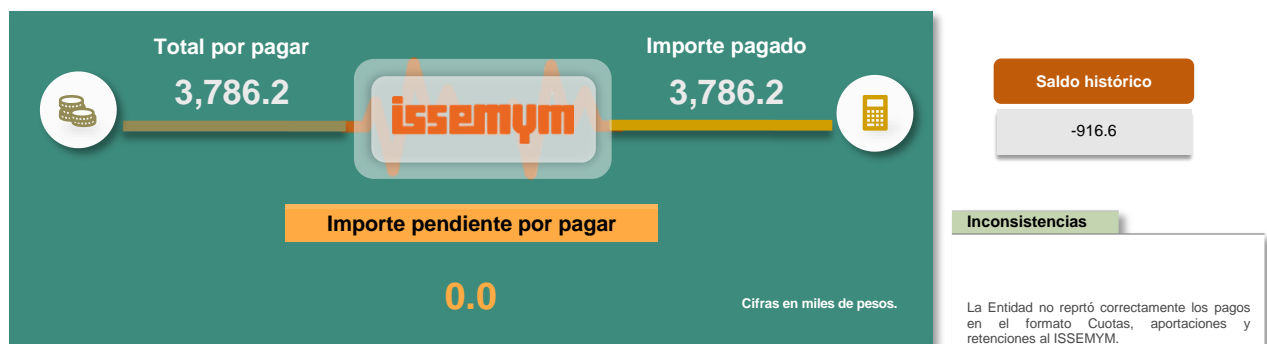 Total por pagar
3,786.2
issemym
Importe pagado
3,786.2
Importe pendiente por pagar
0.0
Cifras en miles de pesos.
Saldo histórico
-916.6
Inconsistencias
La Entidad no reprtó correctamente los pagos
en el formato Cuotas, aportaciones y
retenciones al ISSEMYM.